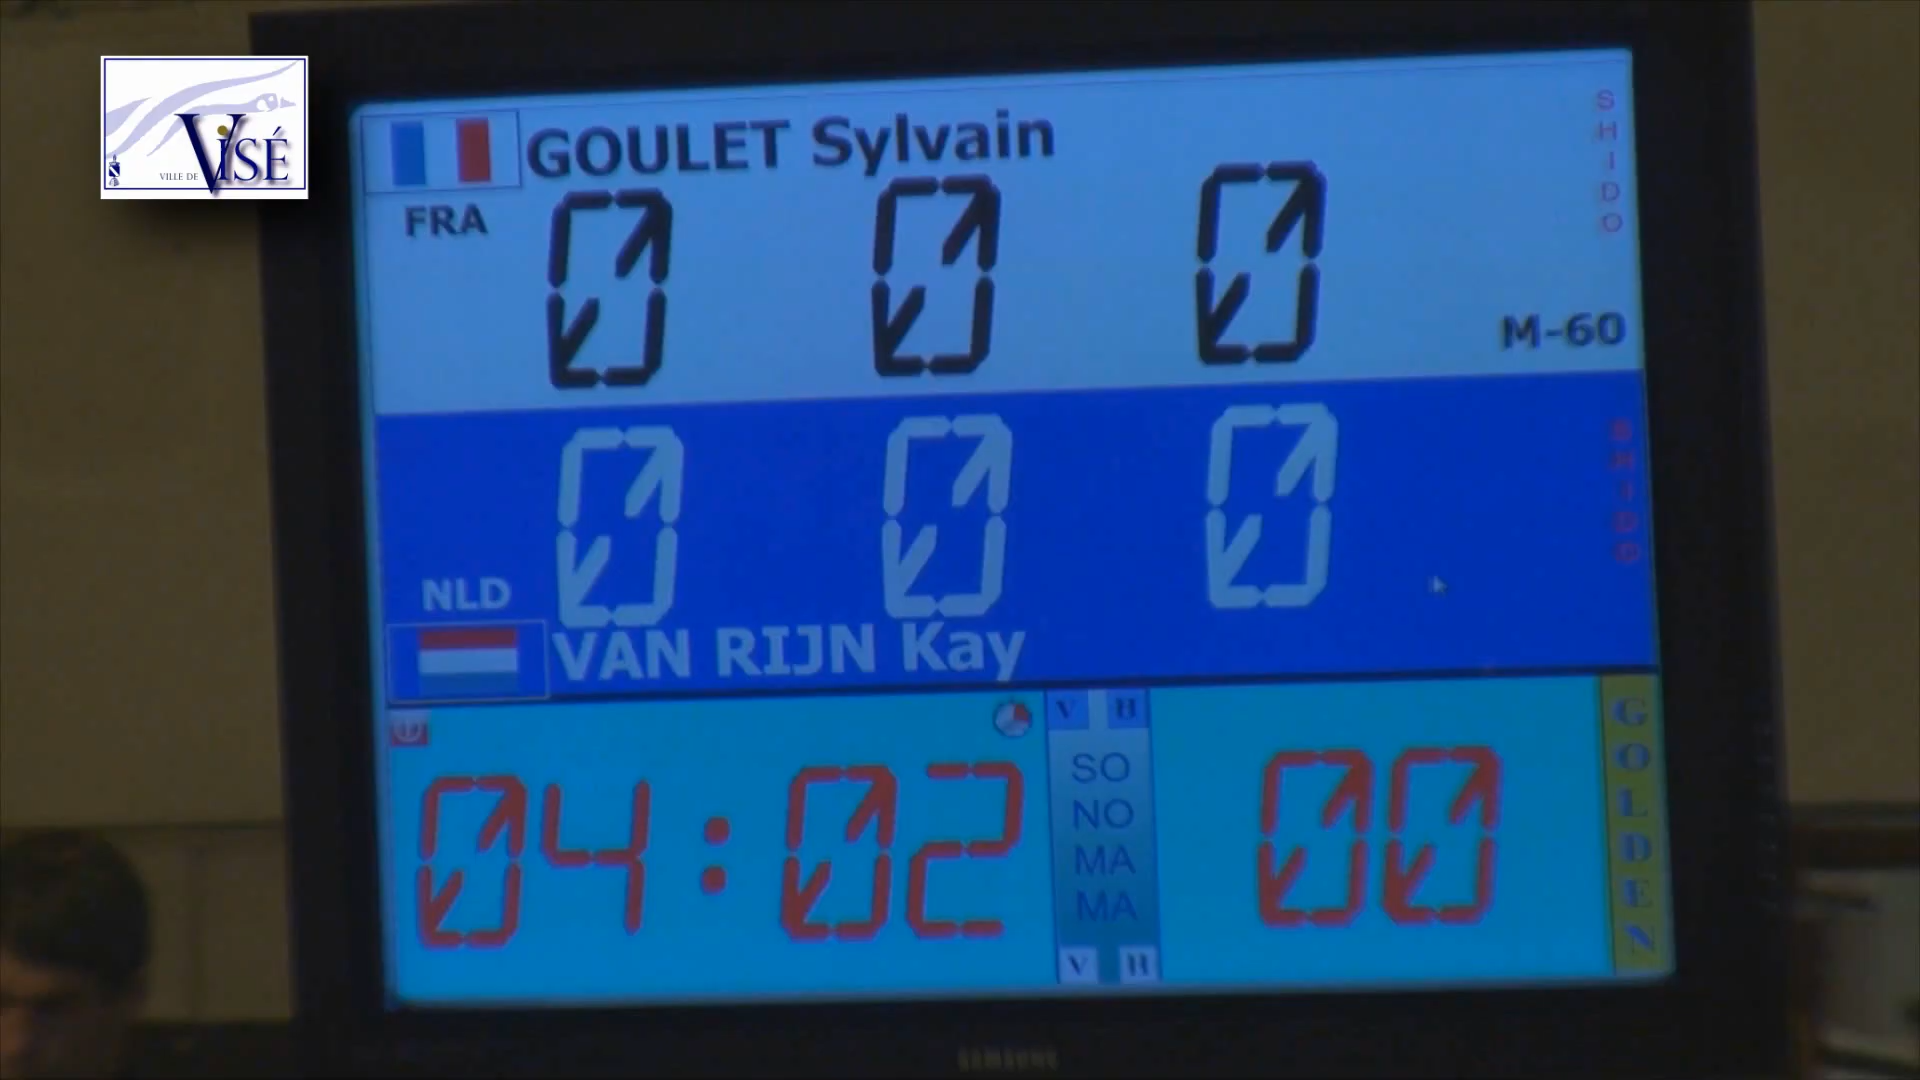 VILLE DE VISÉ
GOULET Sylvain
FRA
0 0 0
SHIDO
M-60
0 0 0
SHIDO
NLD
VAN RIJN Kay
04:02
V H
SO
NO
MA
MA
V H
00
GOLDEN
SAMSUNG